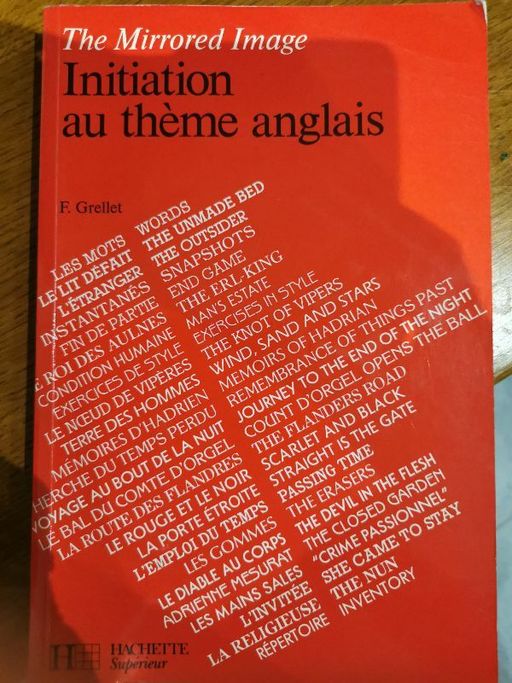 The Mirrored Image
Initiation
au thème anglais
F. Grellet
LES MOTS WORDS
LE LIT DÉFAIT THE UNMADE BED
L'ÉTRANGER THE OUTSIDER
INSTANTANÉS SNAPSHOTS
FIN DE PARTIE END GAME
ROI DES AULNES THE ERL-KING
CONDITION HUMAINE MAN'S ESTATE
EXERCICES DE STYLE EXERCISES IN STYLE
LE NŒUD DE VIPÈRES THE KNOT OF VIPERS
TERRE DES HOMMES WIND, SAND AND STARS
MÉMOIRES D'HADRIEN MEMOIRS OF HADRIAN
HERCHE DU TEMPS PERDU REMEMBRANCE OF THINGS PAST
VOYAGE AU BOUT DE LA NUIT JOURNEY TO THE END OF THE NIGHT
LE BAL DU COMTE D'ORGEL COUNT D'ORGEL OPENS THE BALL
LA ROUTE DES FLANDRES THE FLANDERS ROAD
LE ROUGE ET LE NOIR SCARLET AND BLACK
LA PORTE ÉTROITE STRAIGHT IS THE GATE
L'EMPLOI DU TEMPS PASSING TIME
LES GOMMES THE ERASERS
LE DIABLE AU CORPS THE DEVIL IN THE FLESH
ADRIENNE MESURAT THE CLOSED GARDEN
LES MAINS SALES "CRIME PASSIONNEL"
L'INVITÉE SHE CAME TO STAY
LA RELIGIEUSE THE NUN
RÉPERTOIRE INVENTORY
H HACHETTE
Supérieur